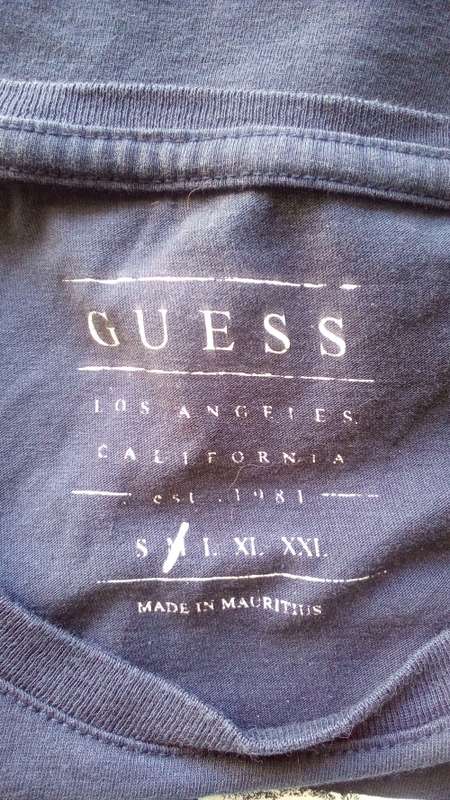 GUESS
LOS ANGELES
CALIFORNIA
est. 1981
S M L XL XXL
MADE IN MAURITIUS